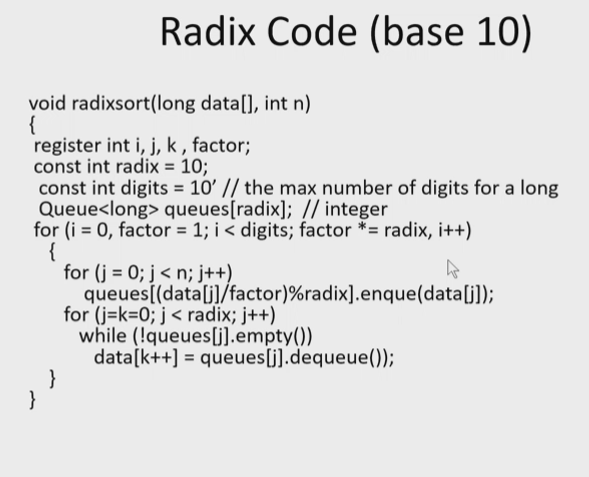 Radix Code (base 10)
void radixsort(long data[], int n)
{
register int i, j, k , factor;
const int radix = 10;
const int digits = 10’ // the max number of digits for a long
Queue<long> queues[radix]; // integer
for (i = 0, factor = 1; i < digits; factor *= radix, i++)
{
for (j = 0; j < n; j++)
queues[(data[j]/factor)%radix].enque(data[j]);
for (j=k=0; j < radix; j++)
while (!queues[j].empty())
data[k++] = queues[j].dequeue());
}
}